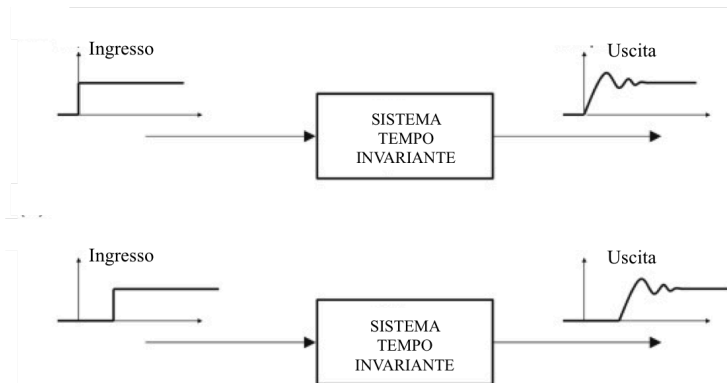 Ingresso
Uscita
SISTEMA
TEMPO
INVARIANTE
Ingresso
Uscita
SISTEMA
TEMPO
INVARIANTE